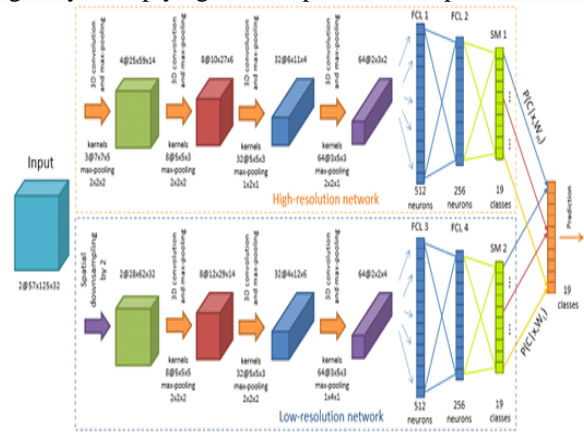 3D convolution
and max-pooling
4@25x59x14
3D convolution
and max-pooling
8@10x27x6
3D convolution
and max-pooling
32@6x11x4
3D convolution
and max-pooling
64@2x3x2
FCL 1
FCL 2
SM 1
kernels
3@7x7x5
max-pooling
2x2x2
kernels
8@5x5x3
max-pooling
2x2x2
kernels
32@5x5x3
max-pooling
1x2x1
kernels
64@3x5x3
max-pooling
2x2x1
512
neurons
256
neurons
19
classes
High-resolution network
Input
2@57x125x32
P(C|x,W_H)
Prediction
19
classes
Spatial
downsampling
by 2
2@28x62x32
3D convolution
and max-pooling
8@12x29x14
3D convolution
and max-pooling
32@4x12x6
3D convolution
and max-pooling
64@2x2x4
FCL 3
FCL 4
SM 2
P(C|x,W_L)
kernels
8@5x5x5
max-pooling
2x2x2
kernels
32@5x5x3
max-pooling
2x2x2
kernels
64@3x5x3
max-pooling
1x4x1
512
neurons
256
neurons
19
classes
Low-resolution network